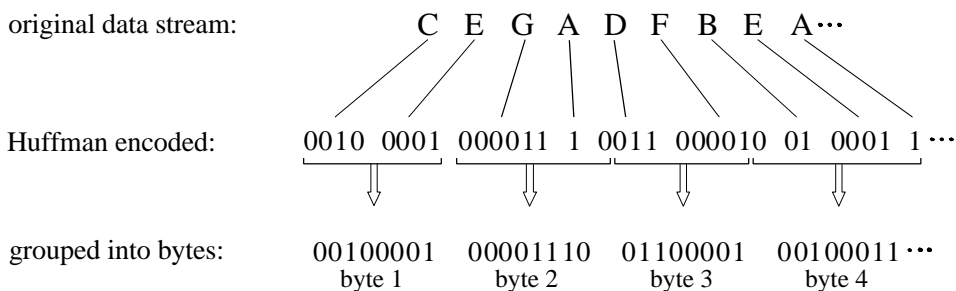 original data stream: C E G A D F B E A ···
Huffman encoded: 0010 0001 000011 1 0011 000010 01 0001 1 ···
grouped into bytes: 00100001 00001110 01100001 00100011 ···
byte 1 byte 2 byte 3 byte 4